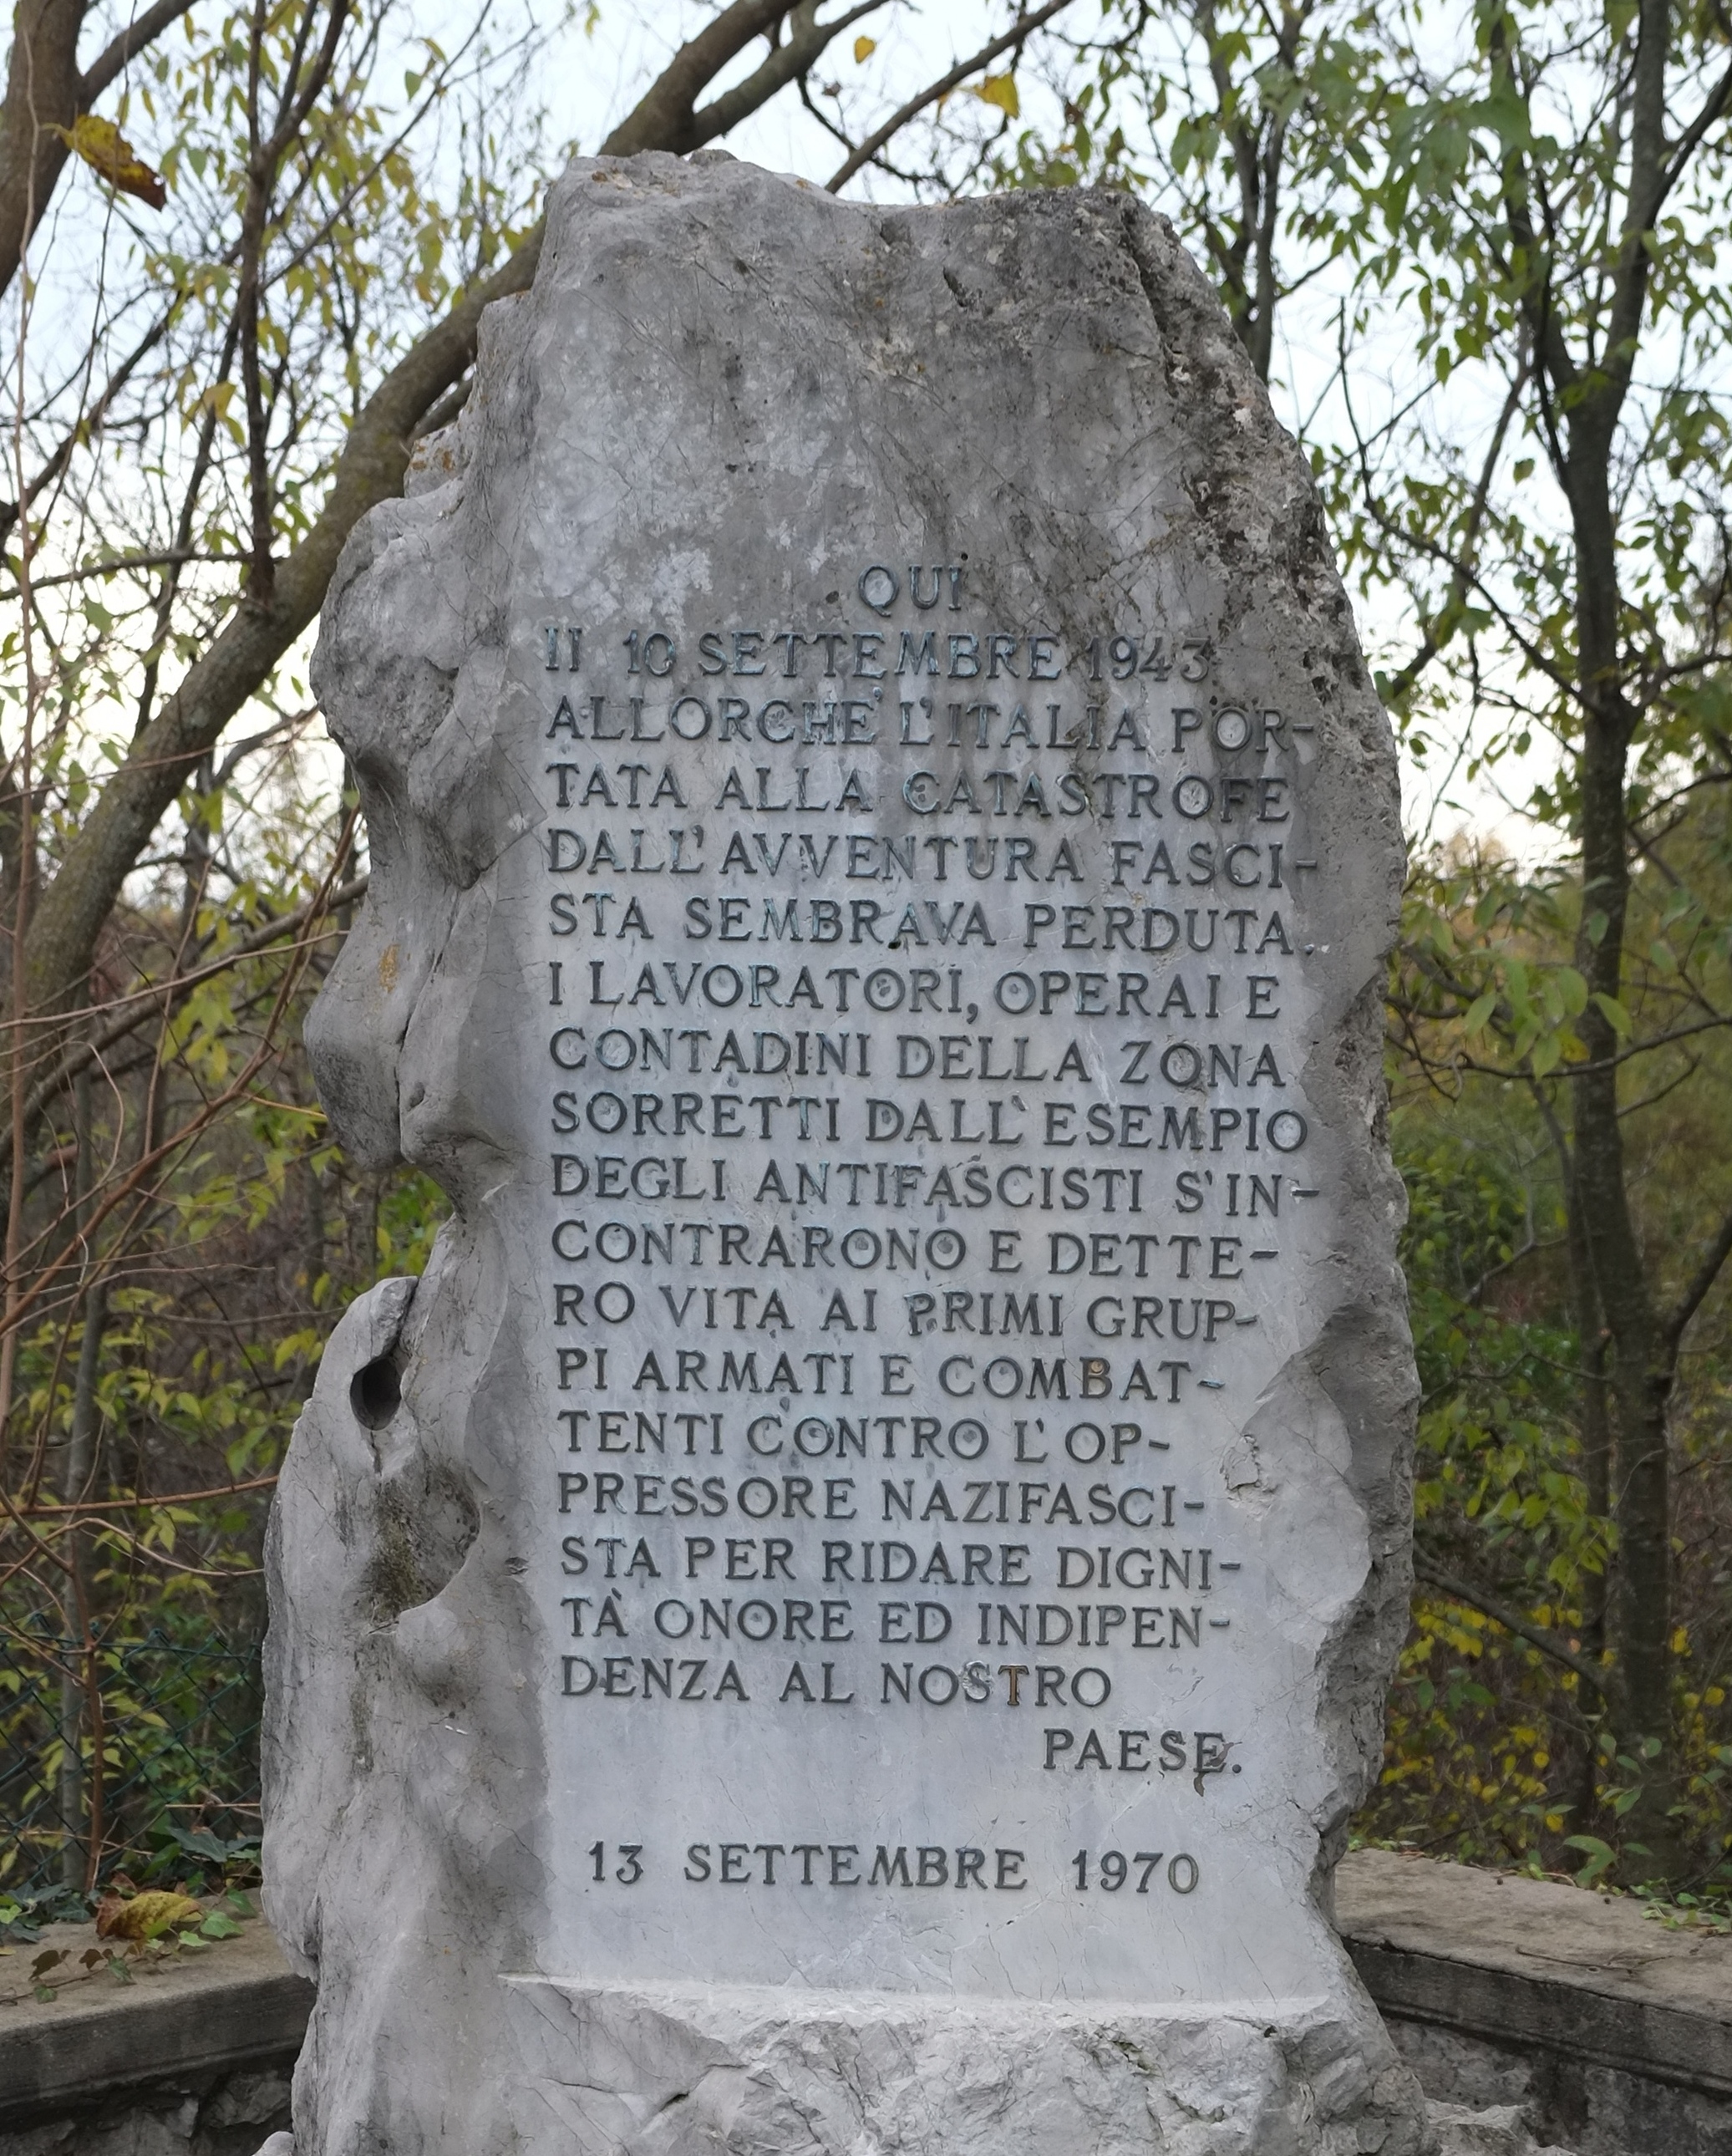 QUI
Il 10 SETTEMBRE 1943
ALLORCHE' L'ITALIA POR-
TATA ALLA CATASTROFE
DALL'AVVENTURA FASCI-
STA SEMBRAVA PERDUTA.
I LAVORATORI, OPERAI E
CONTADINI DELLA ZONA
SORRETTI DALL'ESEMPIO
DEGLI ANTIFASCISTI S'IN-
CONTRARONO E DETTE-
RO VITA AI PRIMI GRUP-
PI ARMATI E COMBAT-
TENTI CONTRO L'OP-
PRESSORE NAZIFASCI-
STA PER RIDARE DIGNI-
TÀ ONORE ED INDIPEN-
DENZA AL NOSTRO
PAESE.
13 SETTEMBRE 1970